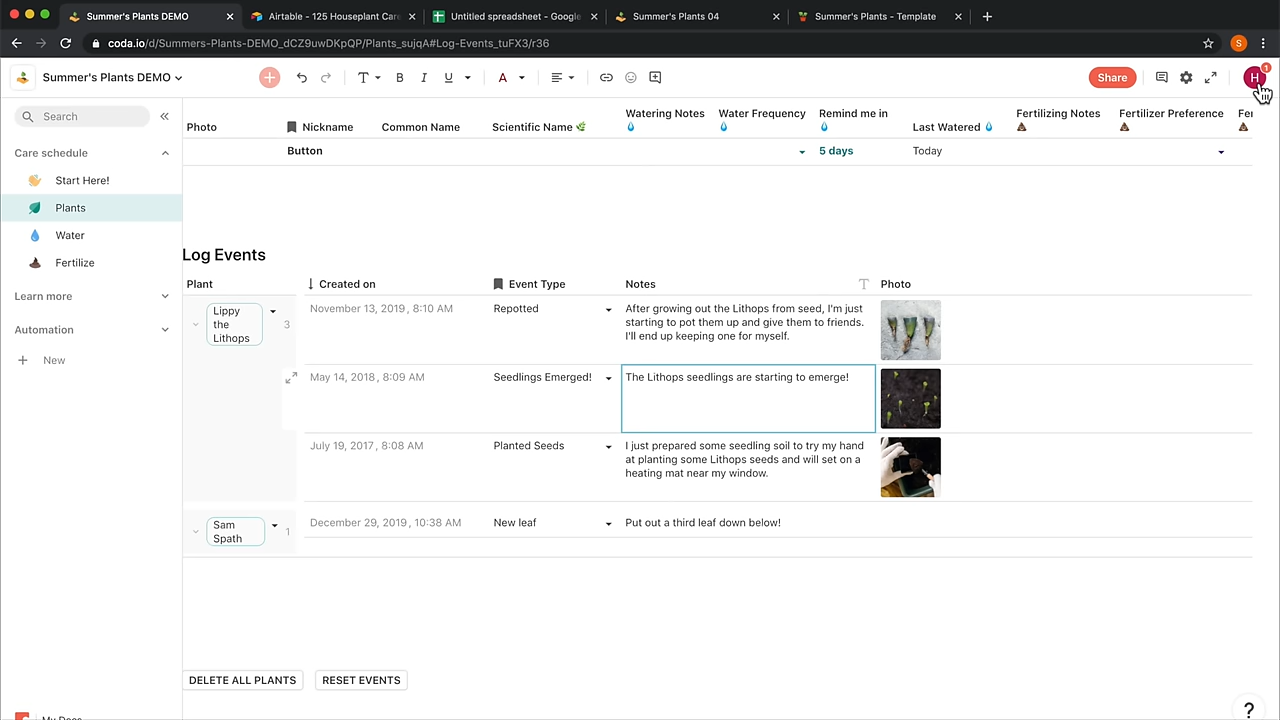 Summer's Plants DEMO
Airtable - 125 Houseplant Care
Untitled spreadsheet - Google
Summer's Plants 04
Summer's Plants - Template
coda.io/d/Summers-Plants-DEMO_dCZ9uwDKpQP/Plants_sujqA#Log-Events_tuFX3/r36
S
Summer's Plants DEMO
T B I U A
Share
H
1
Search
Care schedule
Start Here!
Plants
Water
Fertilize
Learn more
Automation
New
My Docs
Photo
Nickname
Common Name
Scientific Name
Watering Notes
Water Frequency
Remind me in
Last Watered
Fertilizing Notes
Fertilizer Preference
Fer
Button
5 days
Today
Log Events
Plant
Created on
Event Type
Notes
T
Photo
Lippy
the
Lithops
3
November 13, 2019, 8:10 AM
Repotted
After growing out the Lithops from seed, I'm just
starting to pot them up and give them to friends.
I'll end up keeping one for myself.
May 14, 2018, 8:09 AM
Seedlings Emerged!
The Lithops seedlings are starting to emerge!
July 19, 2017, 8:08 AM
Planted Seeds
I just prepared some seedling soil to try my hand
at planting some Lithops seeds and will set on a
heating mat near my window.
Sam
Spath
1
December 29, 2019, 10:38 AM
New leaf
Put out a third leaf down below!
DELETE ALL PLANTS
RESET EVENTS
?